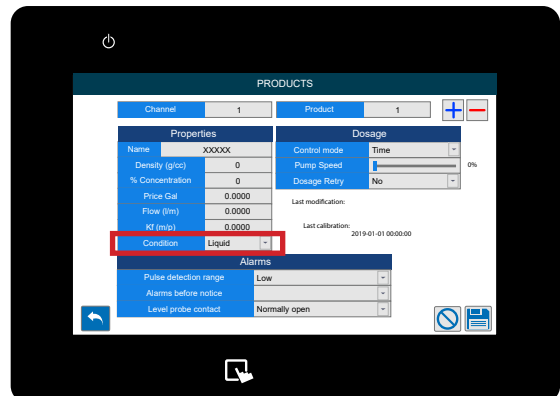 PRODUCTS
Channel 1 Product 1
Properties
Name XXXXX
Density (g/cc) 0
% Concentration 0
Price Gal 0.0000
Flow (l/m) 0.0000
Kf (m/p) 0.0000
Condition Liquid
Dosage
Control mode Time
Pump Speed 0%
Dosage Retry No
Last modification:
Last calibration:
2019-01-01 00:00:00
Alarms
Pulse detection range Low
Alarms before notice
Level probe contact Normally open